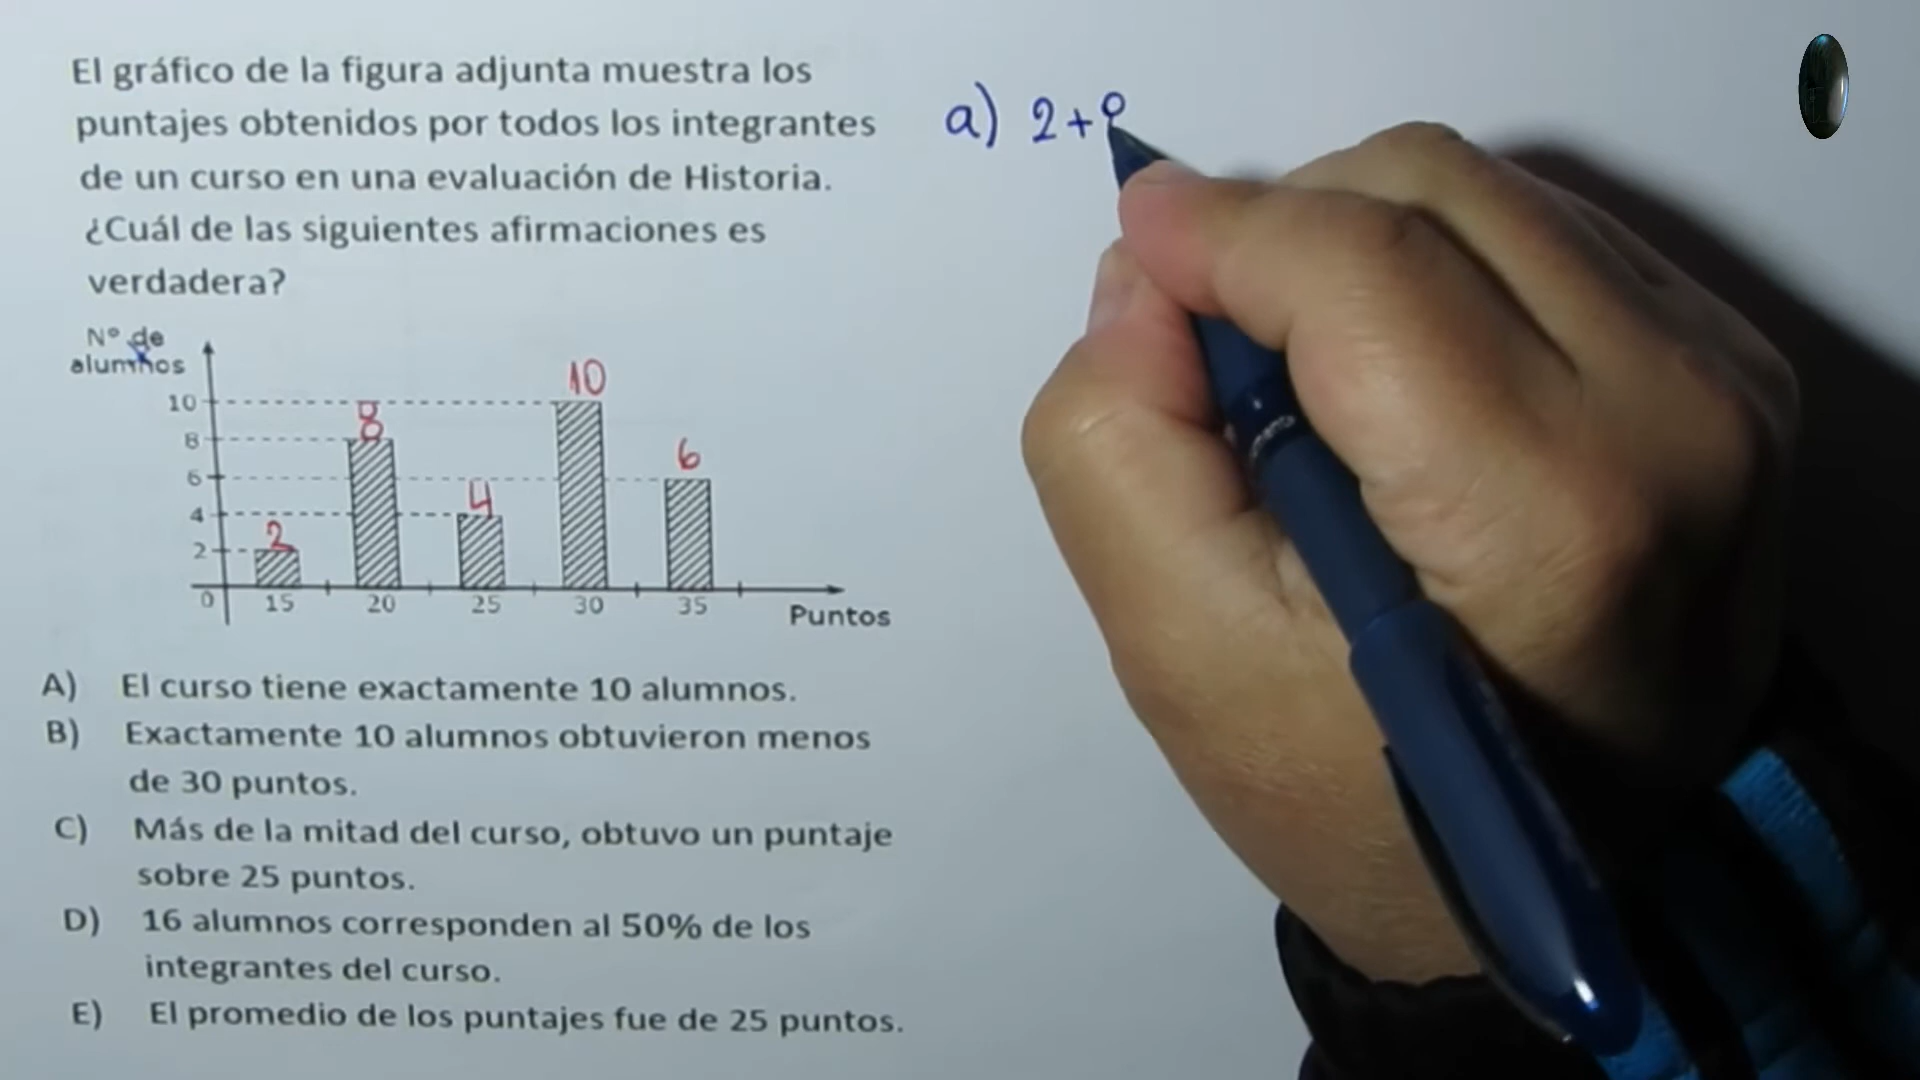 El gráfico de la figura adjunta muestra los
puntajes obtenidos por todos los integrantes
de un curso en una evaluación de Historia.
¿Cuál de las siguientes afirmaciones es
verdadera?
a) 2+8
N° de
alumnos
10
10
8
8
6
6
4
4
2
2
0 15 20 25 30 35
Puntos
A) El curso tiene exactamente 10 alumnos.
B) Exactamente 10 alumnos obtuvieron menos
de 30 puntos.
C) Más de la mitad del curso, obtuvo un puntaje
sobre 25 puntos.
D) 16 alumnos corresponden al 50% de los
integrantes del curso.
E) El promedio de los puntajes fue de 25 puntos.